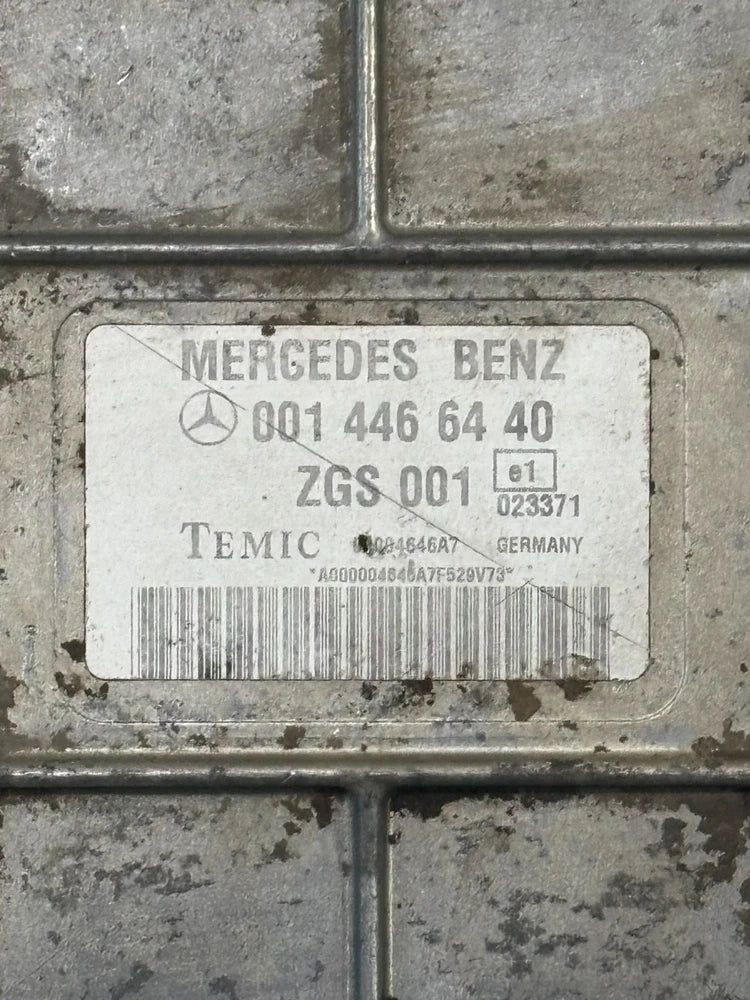 MERCEDES BENZ
001 446 64 40
ZGS 001 e1
023371
TEMIC GERMANY